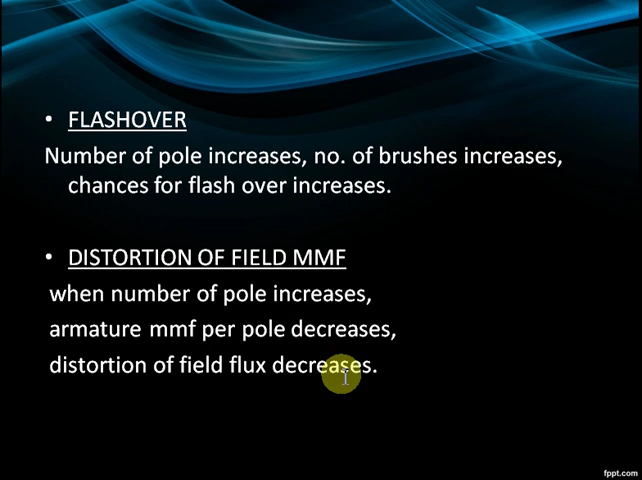 • FLASHOVER
Number of pole increases, no. of brushes increases,
chances for flash over increases.
• DISTORTION OF FIELD MMF
when number of pole increases,
armature mmf per pole decreases,
distortion of field flux decreases.
fppt.com